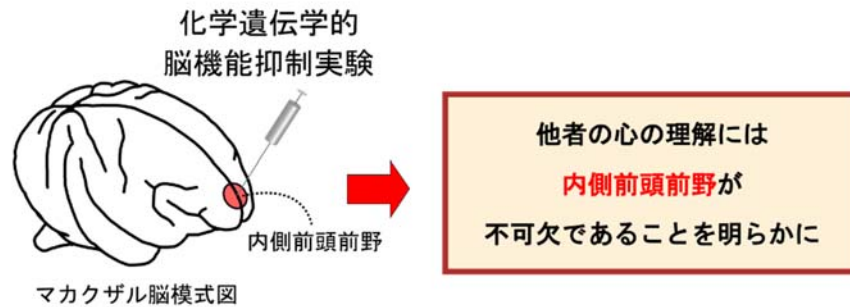 化学遺伝学的
脳機能抑制実験
内側前頭前野
マカクザル脳模式図
他者の心の理解には
内側前頭前野が
不可欠であることを明らかに